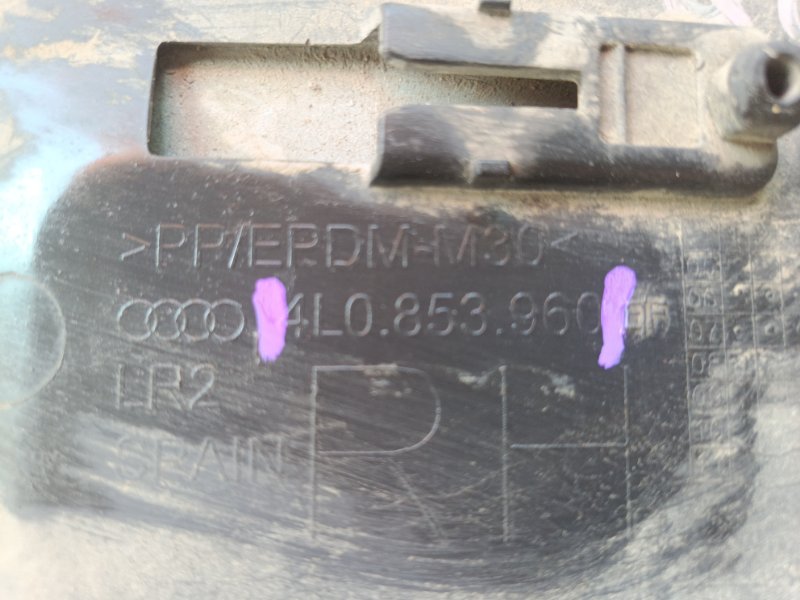 >PP/EPDM-M30<
4L0.853.960
LR2
SPAIN
RH